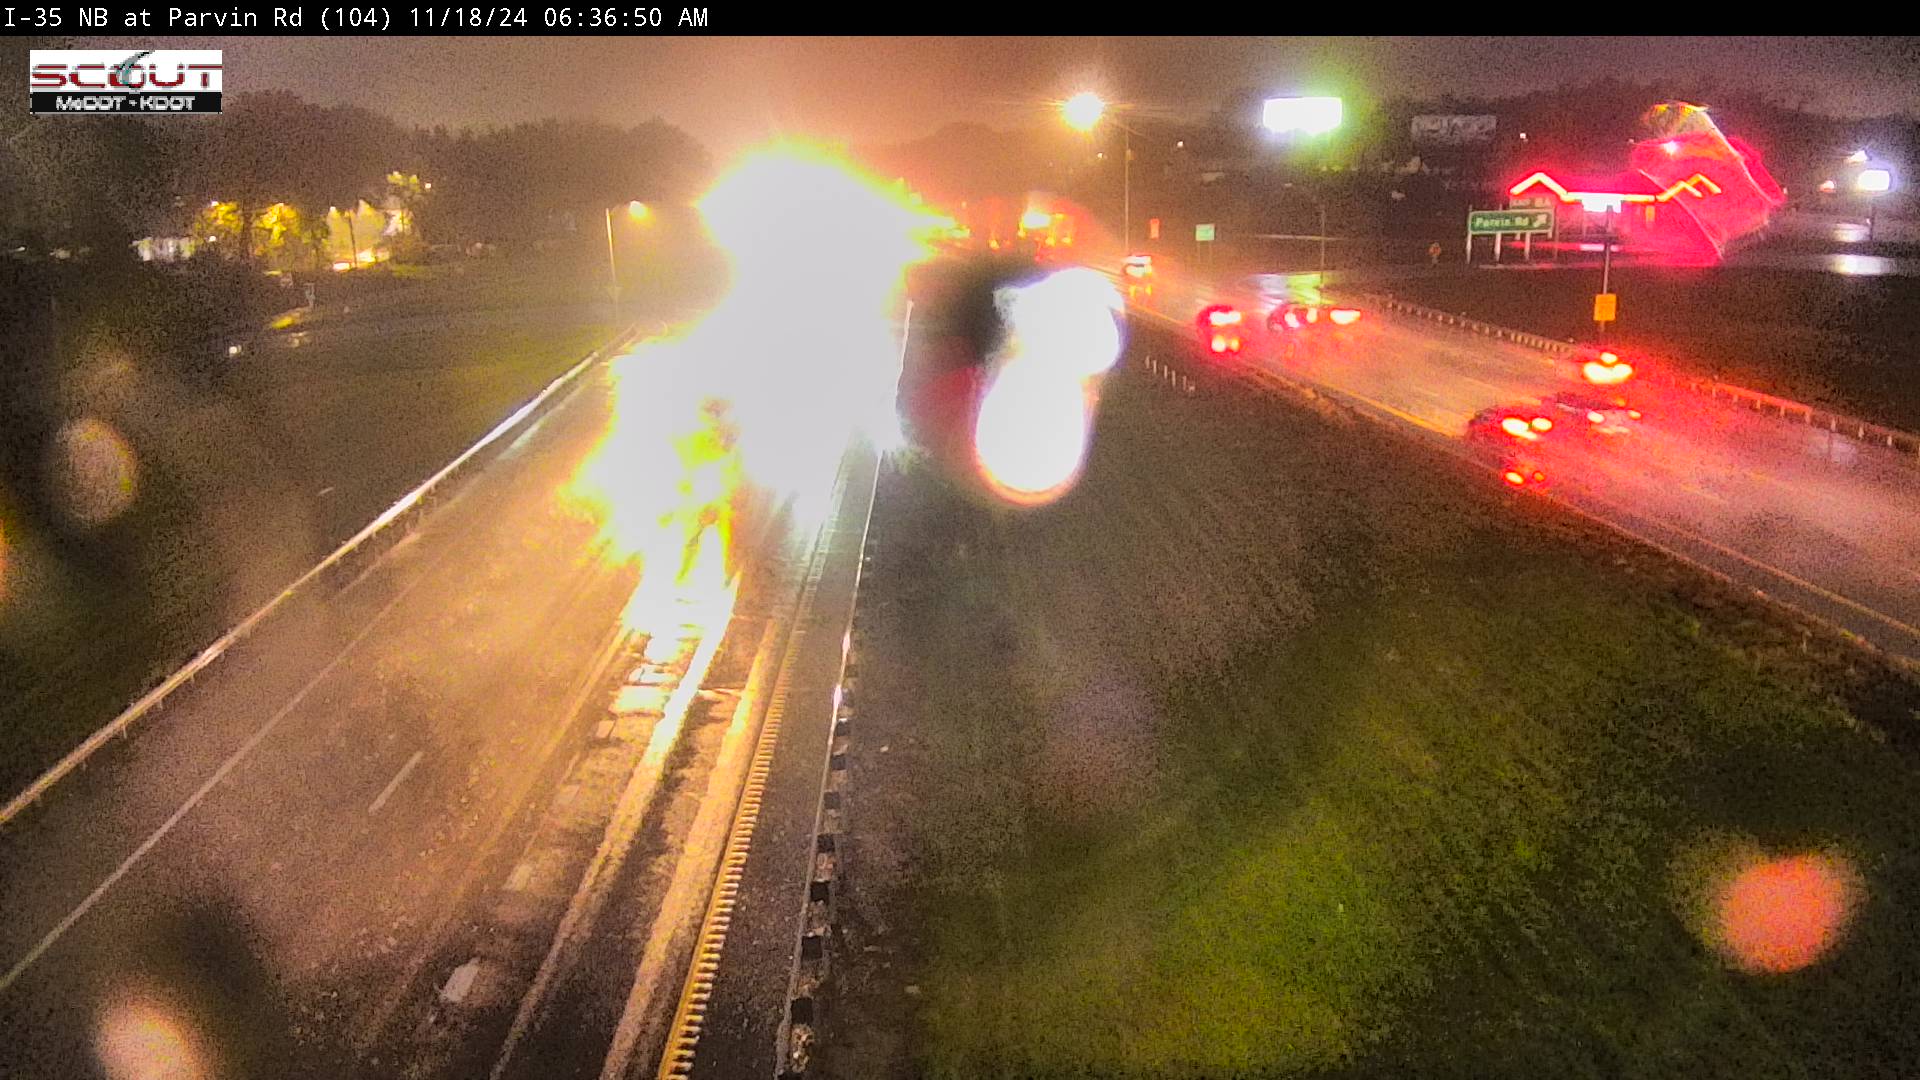 I-35 NB at Parvin Rd (104) 11/18/24 06:36:50 AM
SCOUT
MoDOT - KDOT
Parvin Rd